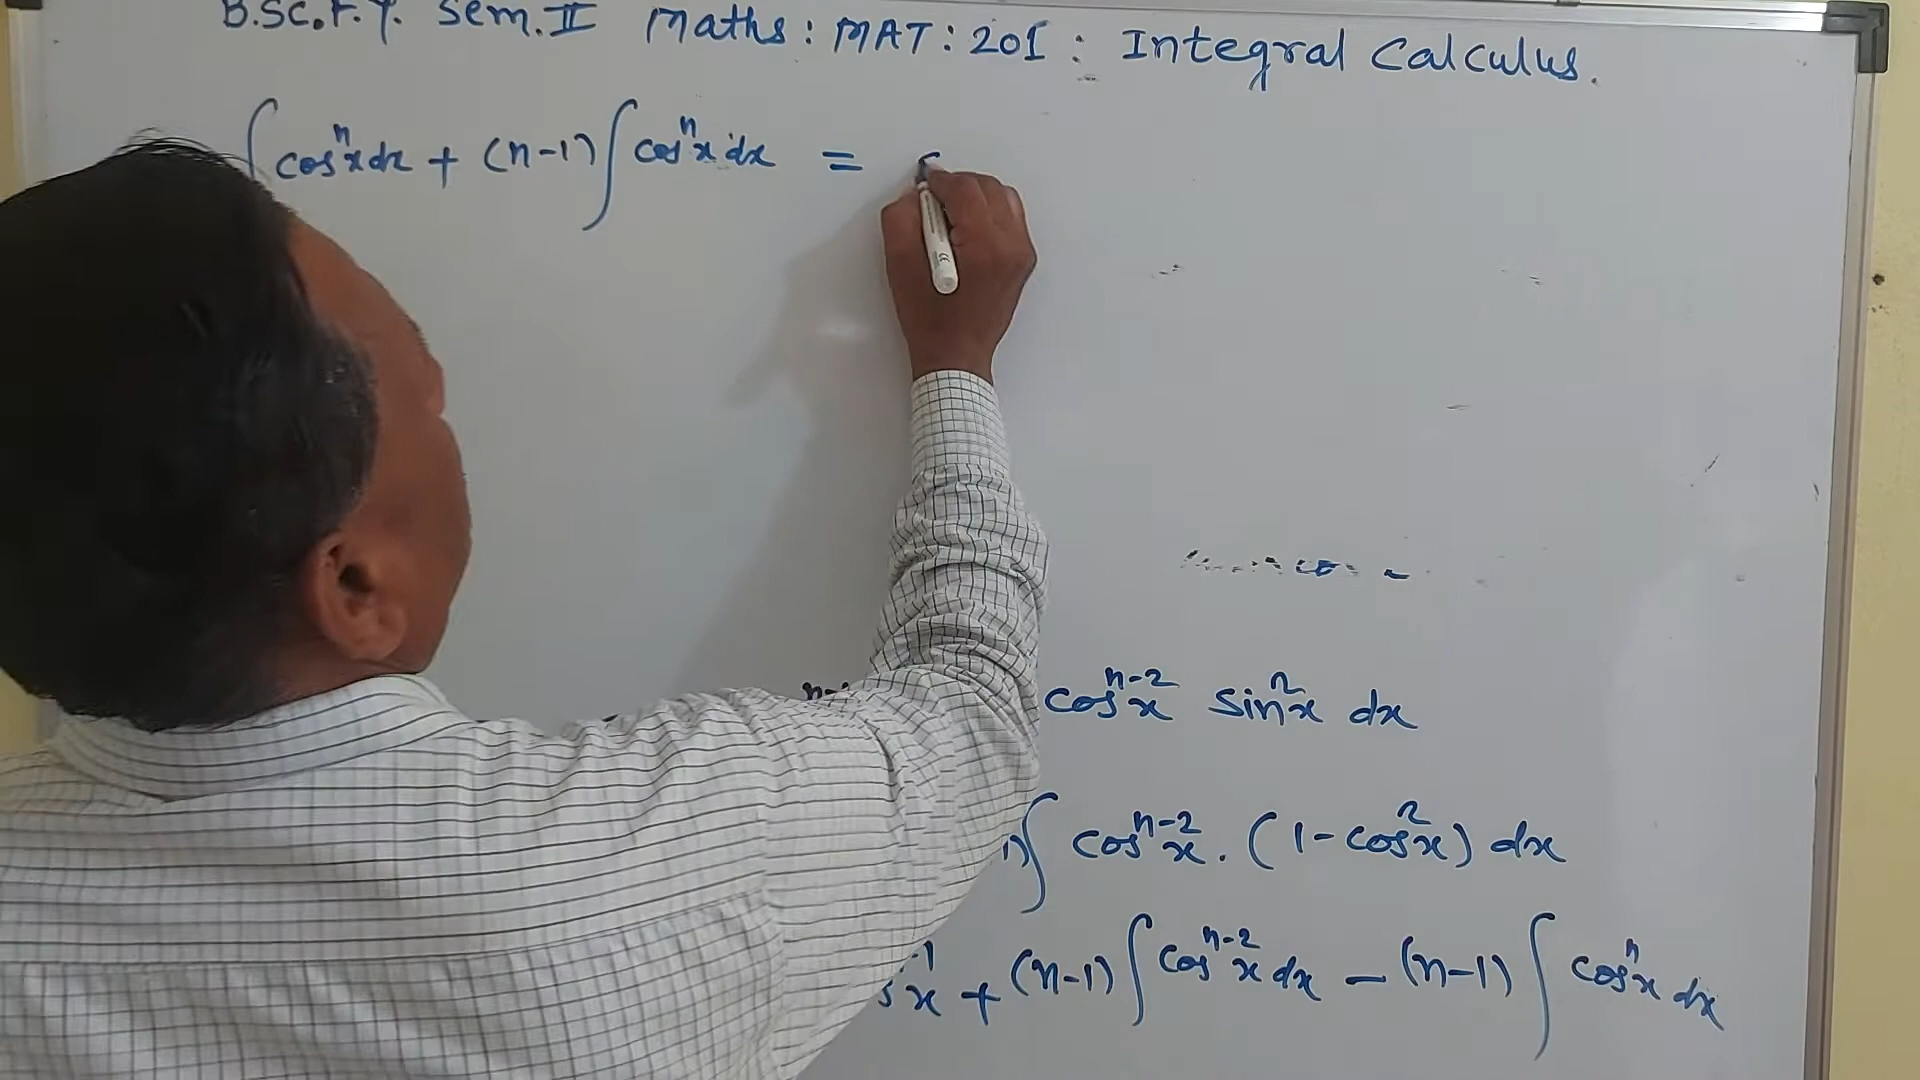 B.Sc.F.Y. Sem. II Maths : MAT : 201 : Integral Calculus.
∫ cosⁿx dx + (n-1) ∫ cosⁿx dx =
cosⁿ⁻²x sin²x dx
∫ cosⁿ⁻²x . (1 - cos²x) dx
x + (n-1) ∫ cosⁿ⁻²x dx - (n-1) ∫ cosⁿx dx